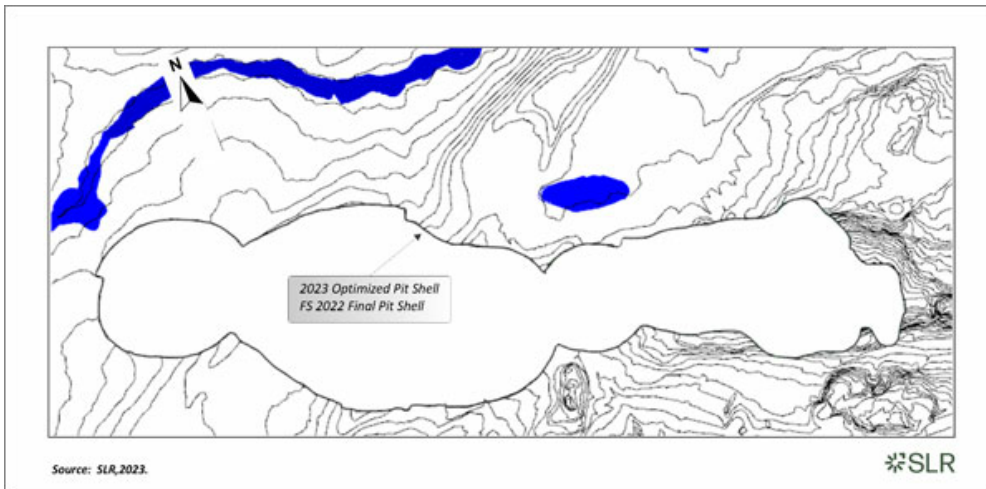 N
2023 Optimized Pit Shell
FS 2022 Final Pit Shell
Source: SLR,2023.
SLR